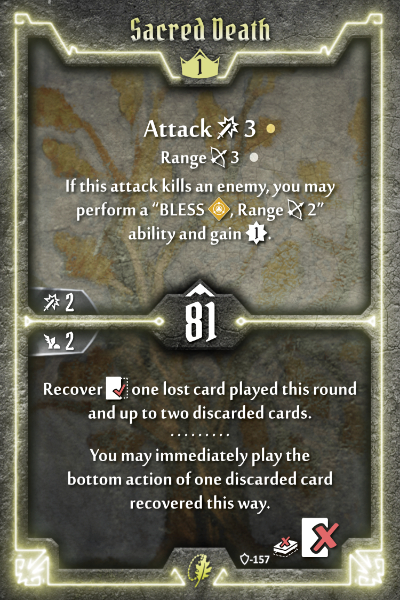 Sacred Death
1
Attack 3
Range 3
If this attack kills an enemy, you may
perform a “BLESS , Range 2”
ability and gain 1.
2
81
2
Recover one lost card played this round
and up to two discarded cards.
.........
You may immediately play the
bottom action of one discarded card
recovered this way.
-157